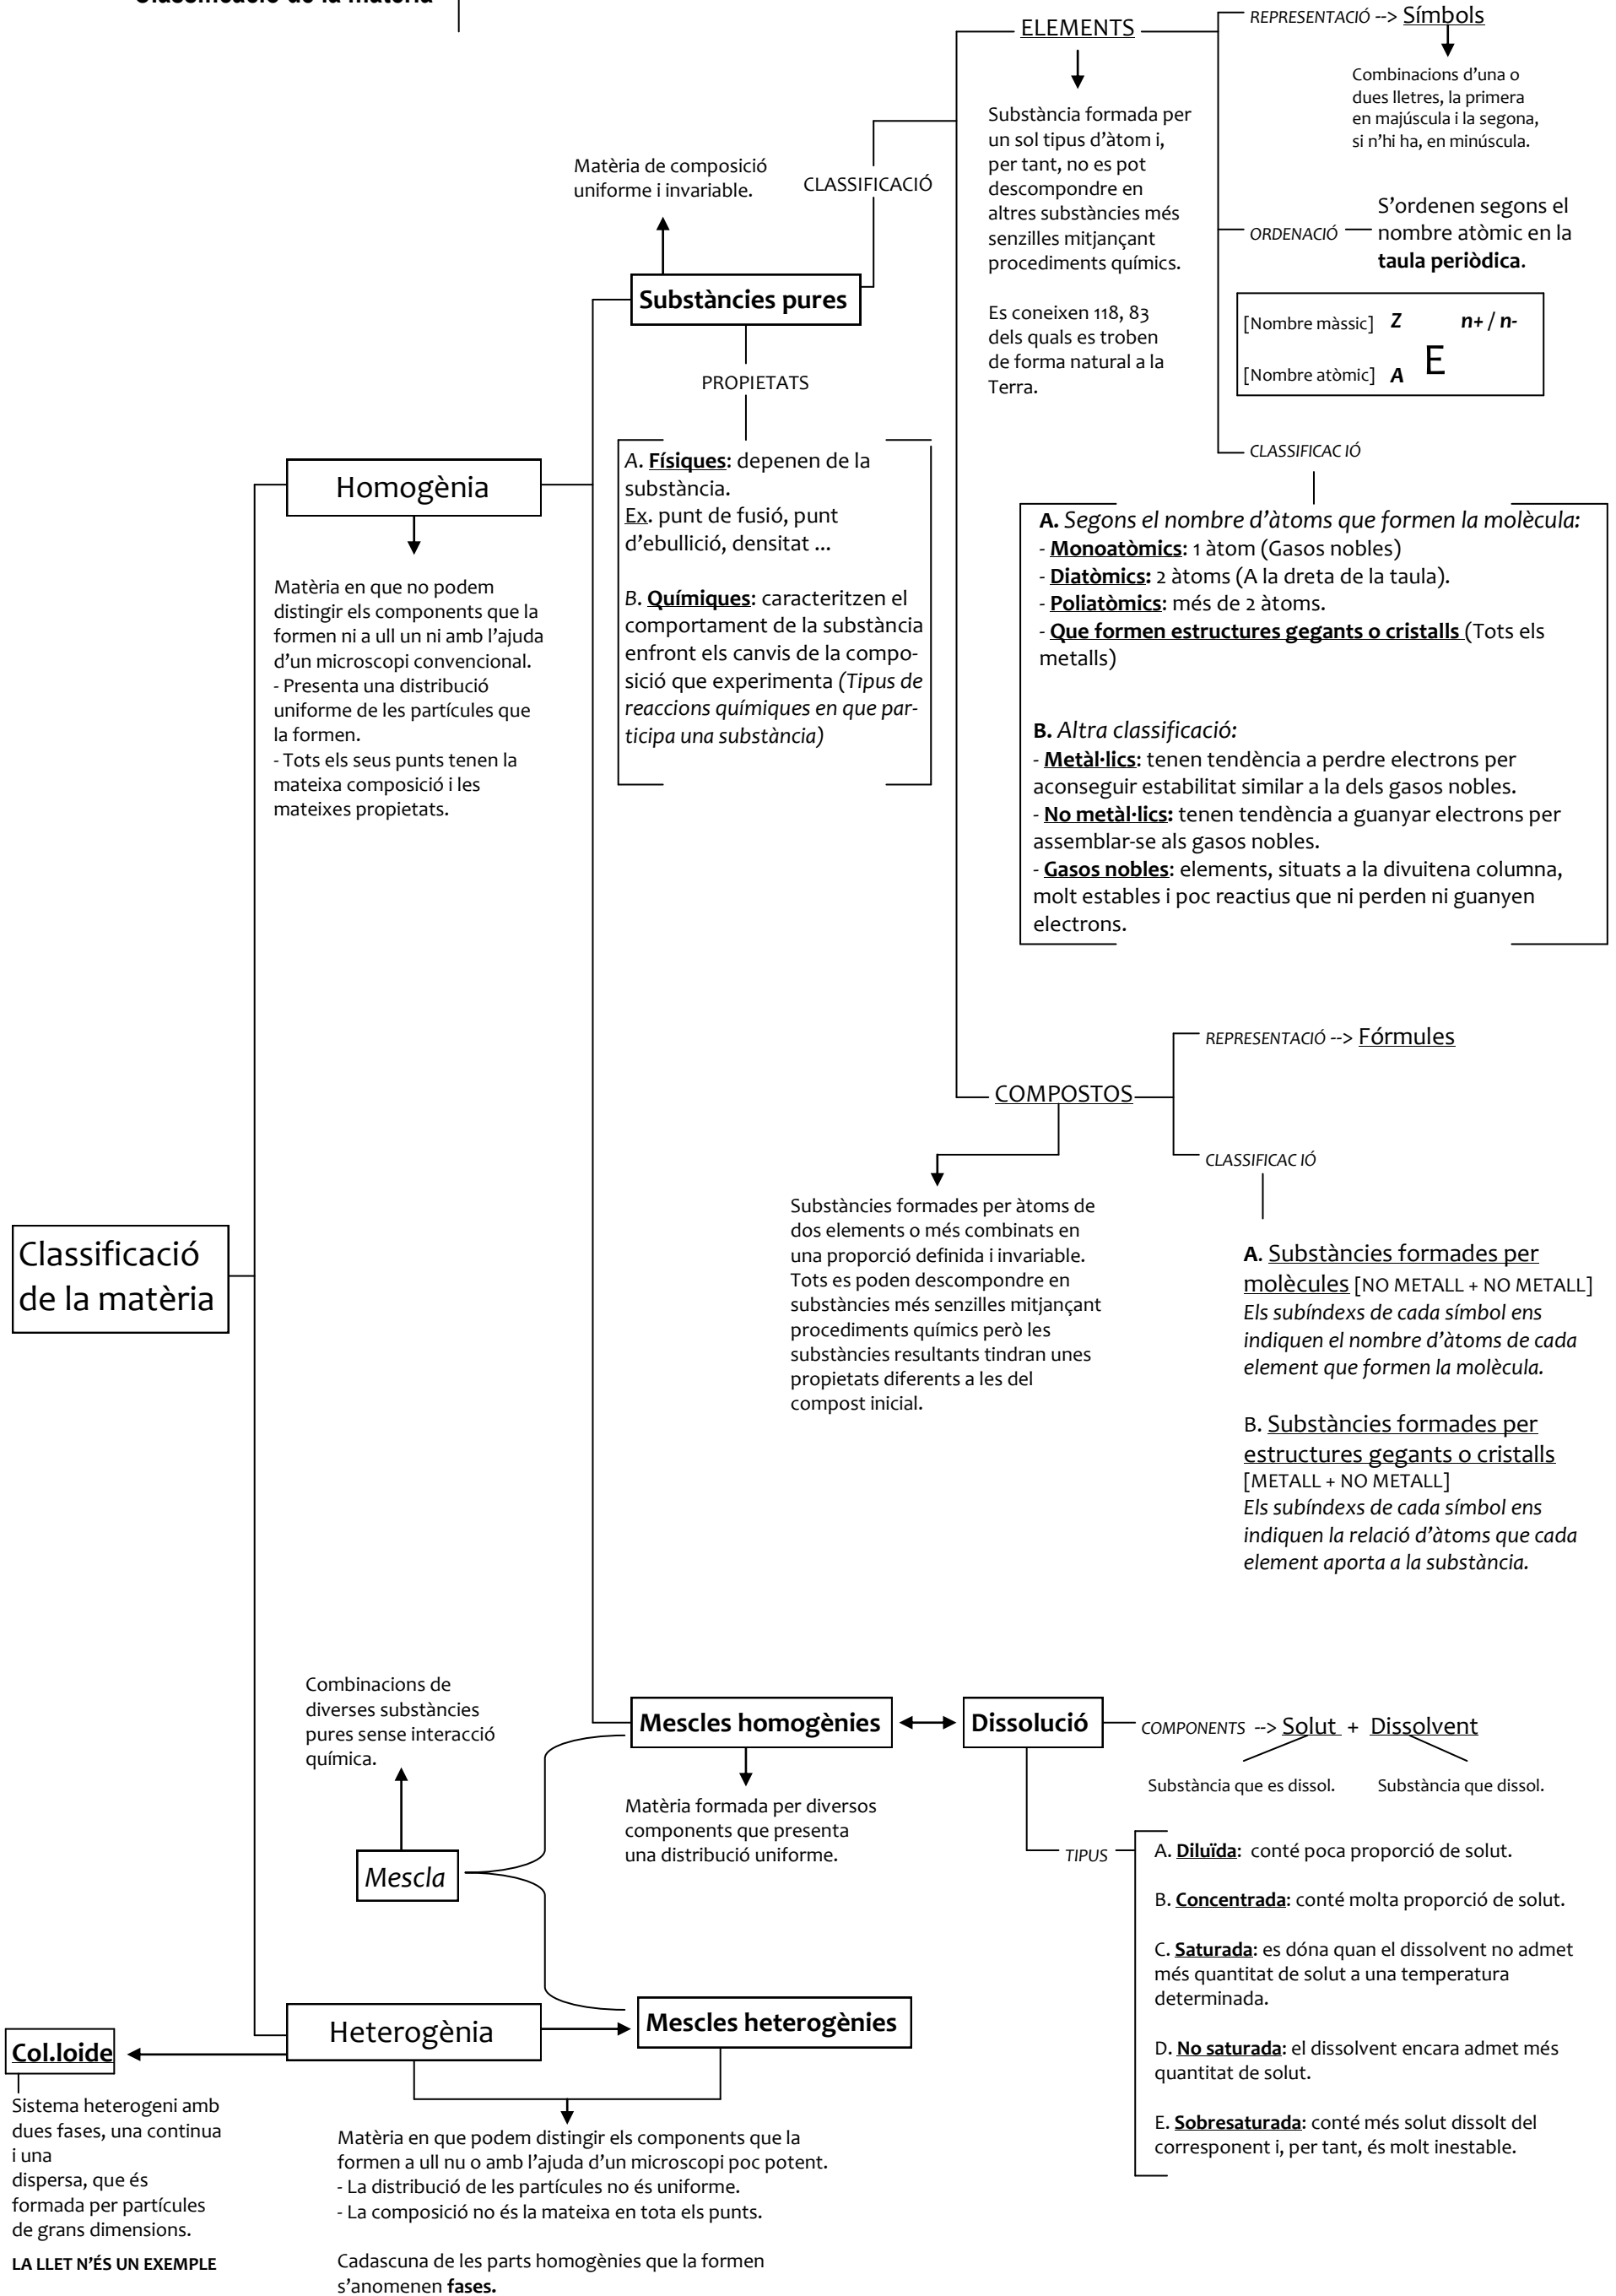 Classificació de la matèria
ELEMENTS
REPRESENTACIÓ --> Símbols
Combinacions d'una o
dues lletres, la primera
en majúscula i la segona,
si n'hi ha, en minúscula.
Substància formada per
un sol tipus d'àtom i,
per tant, no es pot
descompondre en
altres substàncies més
senzilles mitjançant
procediments químics.
Es coneixen 118, 83
dels quals es troben
de forma natural a la
Terra.
ORDENACIÓ
S'ordenen segons el
nombre atòmic en la
taula periòdica.
[Nombre màssic] Z n+ / n-
E
[Nombre atòmic] A
CLASSIFICAC IÓ
A. Segons el nombre d'àtoms que formen la molècula:
- Monoatòmics: 1 àtom (Gasos nobles)
- Diatòmics: 2 àtoms (A la dreta de la taula).
- Poliatòmics: més de 2 àtoms.
- Que formen estructures gegants o cristalls (Tots els
metalls)
B. Altra classificació:
- Metàl·lics: tenen tendència a perdre electrons per
aconseguir estabilitat similar a la dels gasos nobles.
- No metàl·lics: tenen tendència a guanyar electrons per
assemblar-se als gasos nobles.
- Gasos nobles: elements, situats a la divuitena columna,
molt estables i poc reactius que ni perden ni guanyen
electrons.
Matèria de composició
uniforme i invariable.
CLASSIFICACIÓ
Substàncies pures
PROPIETATS
A. Físiques: depenen de la
substància.
Ex. punt de fusió, punt
d'ebullició, densitat ...
B. Químiques: caracteritzen el
comportament de la substància
enfront els canvis de la compo-
sició que experimenta (Tipus de
reaccions químiques en que par-
ticipa una substància)
Homogènia
Matèria en que no podem
distingir els components que la
formen ni a ull un ni amb l'ajuda
d'un microscopi convencional.
- Presenta una distribució
uniforme de les partícules que
la formen.
- Tots els seus punts tenen la
mateixa composició i les
mateixes propietats.
COMPOSTOS
REPRESENTACIÓ --> Fórmules
CLASSIFICAC IÓ
Substàncies formades per àtoms de
dos elements o més combinats en
una proporció definida i invariable.
Tots es poden descompondre en
substàncies més senzilles mitjançant
procediments químics però les
substàncies resultants tindran unes
propietats diferents a les del
compost inicial.
A. Substàncies formades per
molècules [NO METALL + NO METALL]
Els subíndexs de cada símbol ens
indiquen el nombre d'àtoms de cada
element que formen la molècula.
B. Substàncies formades per
estructures gegants o cristalls
[METALL + NO METALL]
Els subíndexs de cada símbol ens
indiquen la relació d'àtoms que cada
element aporta a la substància.
Classificació
de la matèria
Combinacions de
diverses substàncies
pures sense interacció
química.
Mescla
Mescles homogènies
Matèria formada per diversos
components que presenta
una distribució uniforme.
Dissolució
COMPONENTS --> Solut + Dissolvent
Substància que es dissol.
Substància que dissol.
TIPUS
A. Diluïda: conté poca proporció de solut.
B. Concentrada: conté molta proporció de solut.
C. Saturada: es dóna quan el dissolvent no admet
més quantitat de solut a una temperatura
determinada.
D. No saturada: el dissolvent encara admet més
quantitat de solut.
E. Sobresaturada: conté més solut dissolt del
corresponent i, per tant, és molt inestable.
Heterogènia
Mescles heterogènies
Matèria en que podem distingir els components que la
formen a ull nu o amb l'ajuda d'un microscopi poc potent.
- La distribució de les partícules no és uniforme.
- La composició no és la mateixa en tota els punts.
Cadascuna de les parts homogènies que la formen
s'anomenen fases.
Col.loide
Sistema heterogeni amb
dues fases, una continua
i una
dispersa, que és
formada per partícules
de grans dimensions.
LA LLET N'ÉS UN EXEMPLE